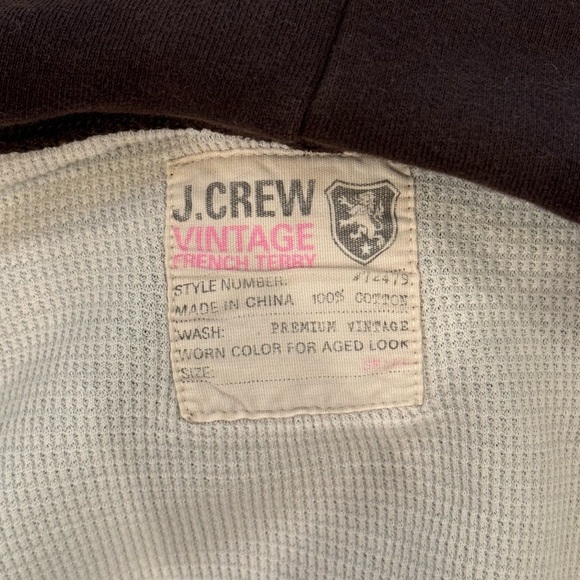 J.CREW
VINTAGE
FRENCH TERRY
STYLE NUMBER:
MADE IN CHINA 100% COTTON
WASH: PREMIUM VINTAGE
WORN COLOR FOR AGED LOOK
SIZE: